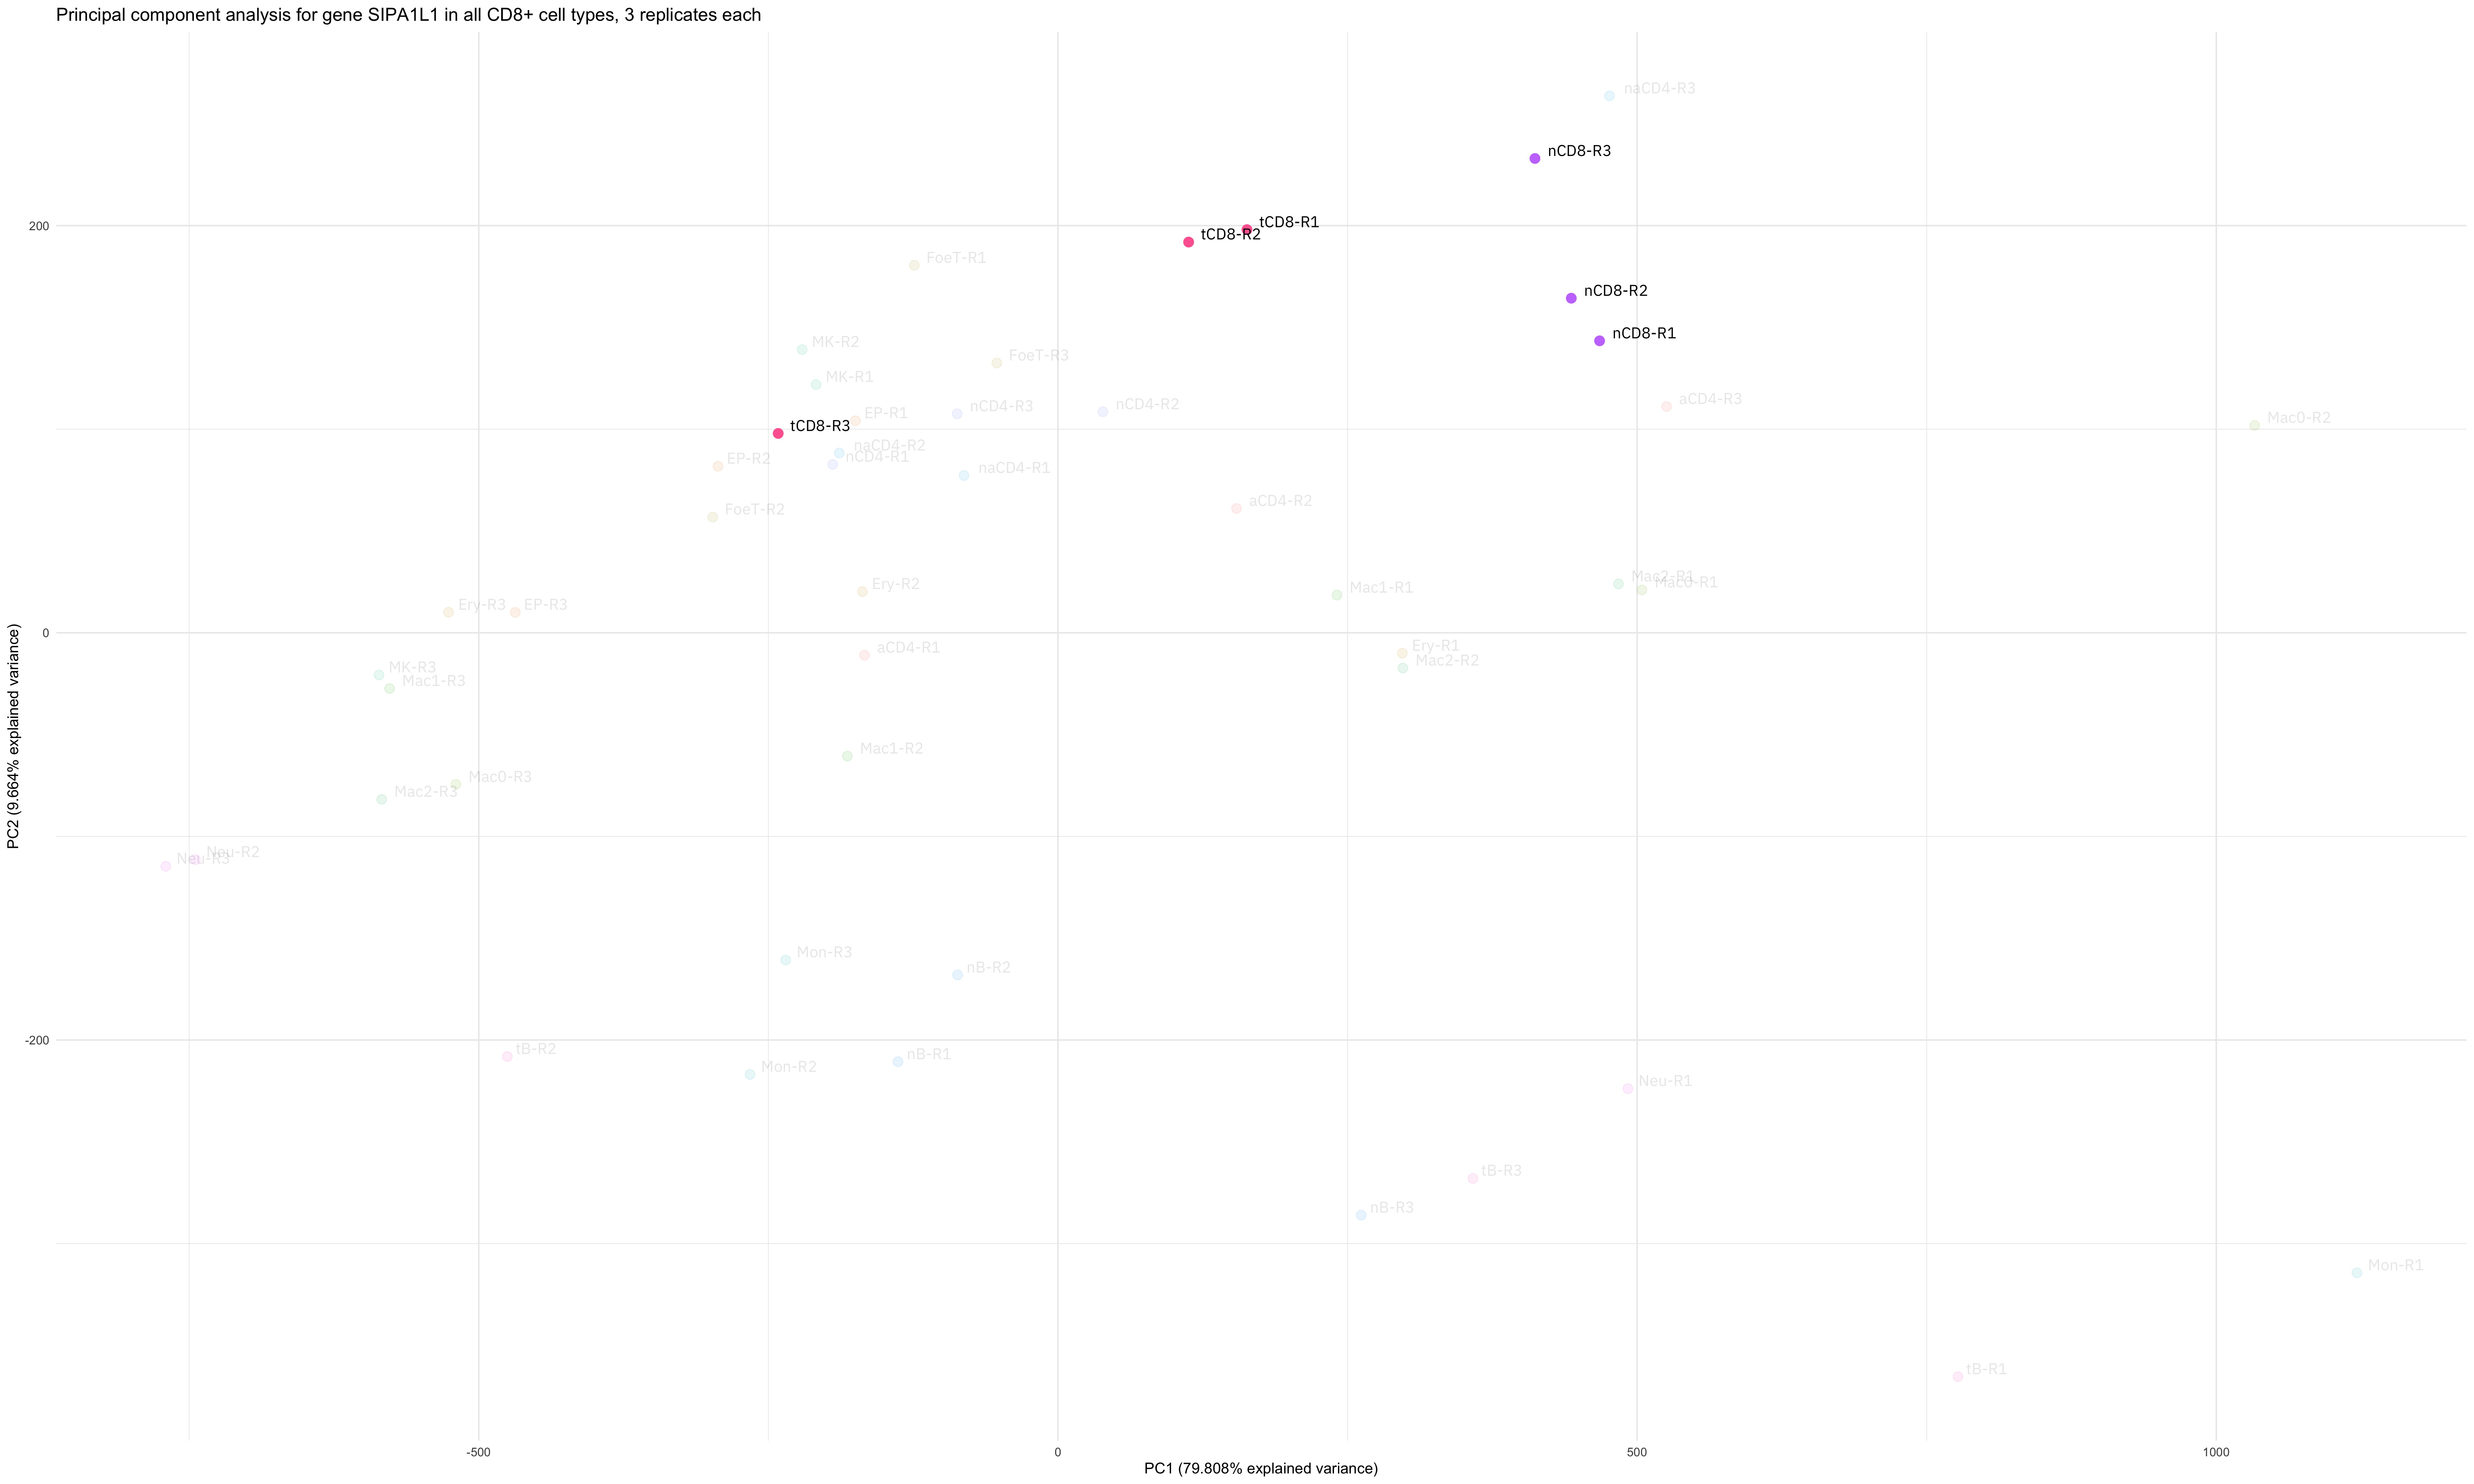 Principal component analysis for gene SIPA1L1 in all CD8+ cell types, 3 replicates each
naCD4-R3
nCD8-R3
tCD8-R1
200
tCD8-R2
FoeT-R1
nCD8-R2
nCD8-R1
MK-R2
FoeT-R3
MK-R1
aCD4-R3
nCD4-R2
nCD4-R3
EP-R1
Mac0-R2
tCD8-R3
naCD4-R2
nCD4-R1
EP-R2
naCD4-R1
aCD4-R2
FoeT-R2
Mac2-R1
Mac0-R1
Ery-R2
Mac1-R1
Ery-R3
EP-R3
0
aCD4-R1
Ery-R1
Mac2-R2
MK-R3
Mac1-R3
Mac1-R2
Mac0-R3
Mac2-R3
Neu-R2
Neu-R3
Mon-R3
nB-R2
-200
tB-R2
nB-R1
Mon-R2
Neu-R1
tB-R3
nB-R3
Mon-R1
tB-R1
PC2 (9.664% explained variance)
-500
0
500
1000
PC1 (79.808% explained variance)